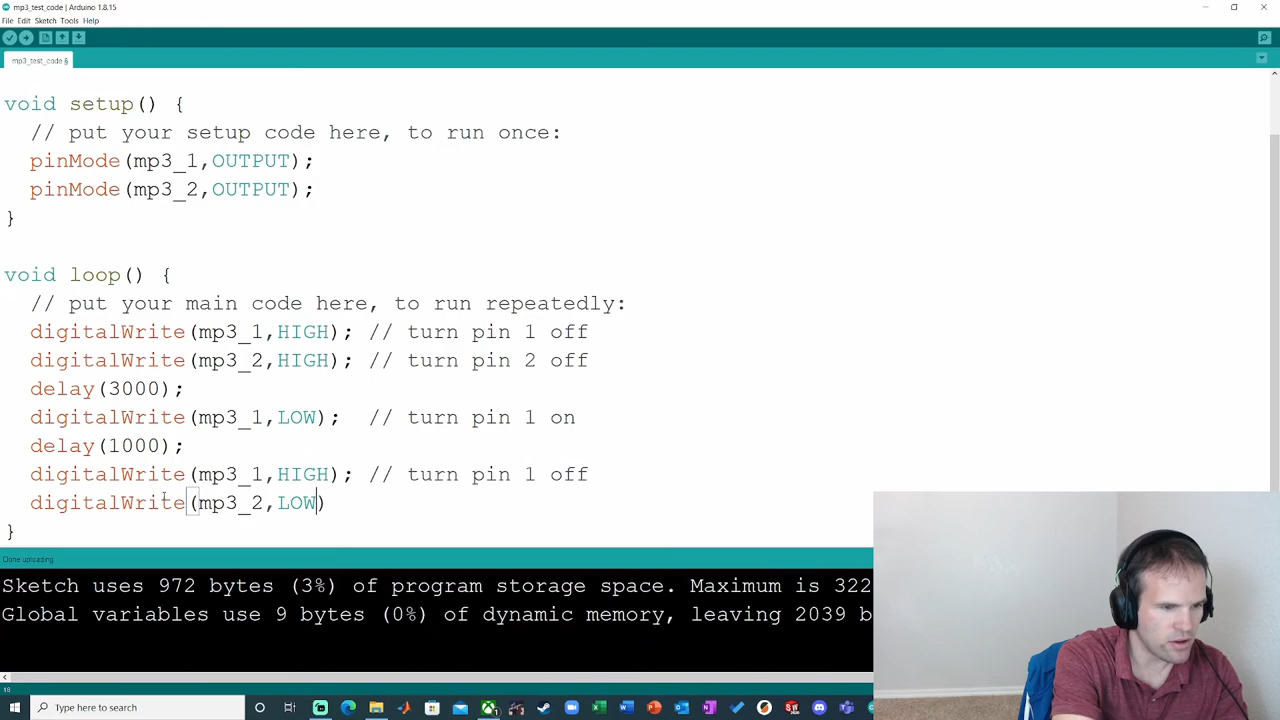 mp3_test_code | Arduino 1.8.15
File Edit Sketch Tools Help
mp3_test_code §
void setup() {
// put your setup code here, to run once:
pinMode(mp3_1,OUTPUT);
pinMode(mp3_2,OUTPUT);
}
void loop() {
// put your main code here, to run repeatedly:
digitalWrite(mp3_1,HIGH); // turn pin 1 off
digitalWrite(mp3_2,HIGH); // turn pin 2 off
delay(3000);
digitalWrite(mp3_1,LOW);  // turn pin 1 on
delay(1000);
digitalWrite(mp3_1,HIGH); // turn pin 1 off
digitalWrite(mp3_2,LOW)
}
Done uploading
Sketch uses 972 bytes (3%) of program storage space. Maximum is 322
Global variables use 9 bytes (0%) of dynamic memory, leaving 2039 b
18
Type here to search